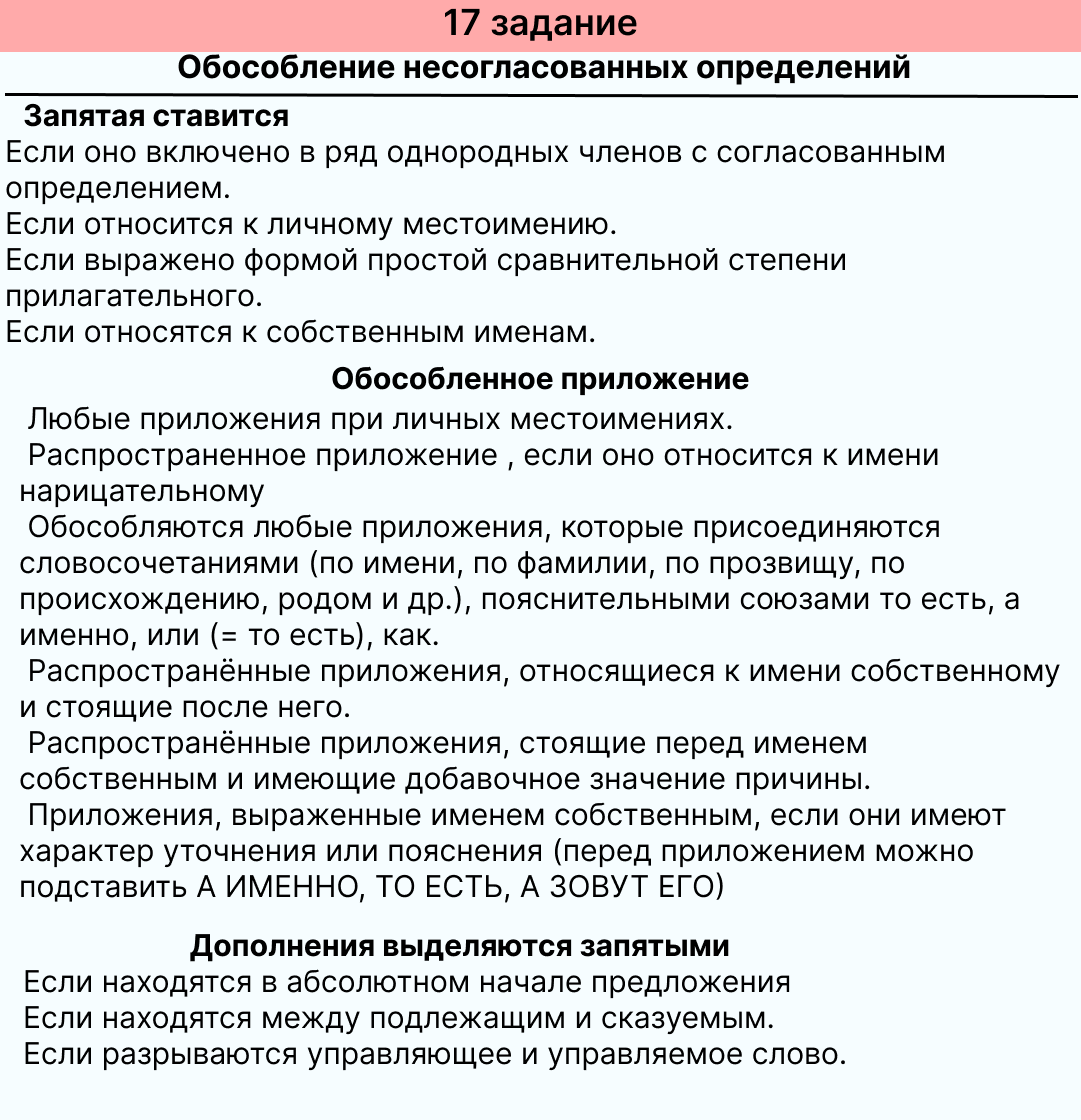 17 задание
Обособление несогласованных определений
Запятая ставится
Если оно включено в ряд однородных членов с согласованным
определением.
Если относится к личному местоимению.
Если выражено формой простой сравнительной степени
прилагательного.
Если относятся к собственным именам.
Обособленное приложение
Любые приложения при личных местоимениях.
Распространенное приложение , если оно относится к имени
нарицательному
Обособляются любые приложения, которые присоединяются
словосочетаниями (по имени, по фамилии, по прозвищу, по
происхождению, родом и др.), пояснительными союзами то есть, а
именно, или (= то есть), как.
Распространённые приложения, относящиеся к имени собственному
и стоящие после него.
Распространённые приложения, стоящие перед именем
собственным и имеющие добавочное значение причины.
Приложения, выраженные именем собственным, если они имеют
характер уточнения или пояснения (перед приложением можно
подставить А ИМЕННО, ТО ЕСТЬ, А ЗОВУТ ЕГО)
Дополнения выделяются запятыми
Если находятся в абсолютном начале предложения
Если находятся между подлежащим и сказуемым.
Если разрываются управляющее и управляемое слово.